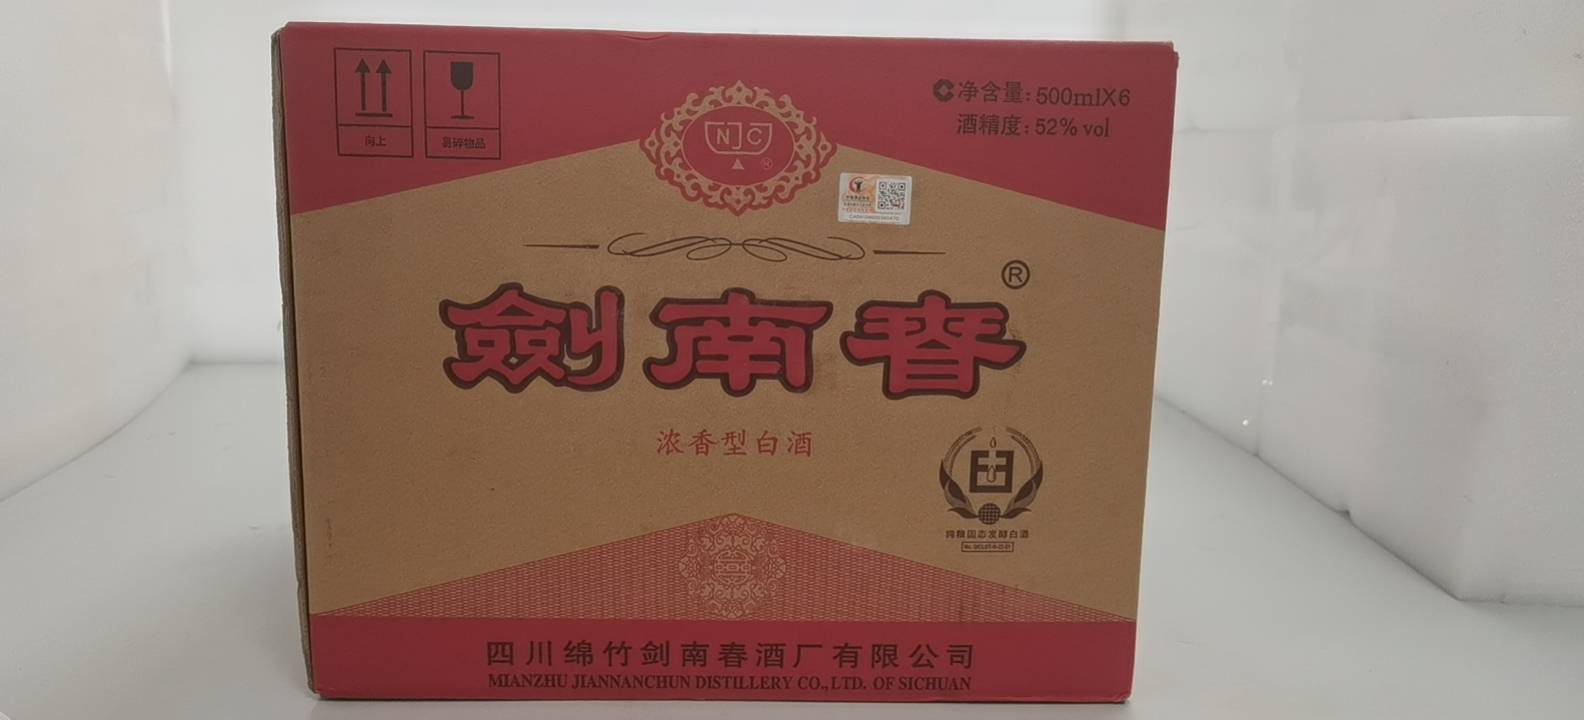 向上
易碎物品
净含量: 500mlX6
酒精度: 52% vol
NJC
®
劍南春®
浓香型白酒
纯粮固态发酵白酒
四川绵竹剑南春酒厂有限公司
MIANZHU JIANNANCHUN DISTILLERY CO.,LTD. OF SICHUAN